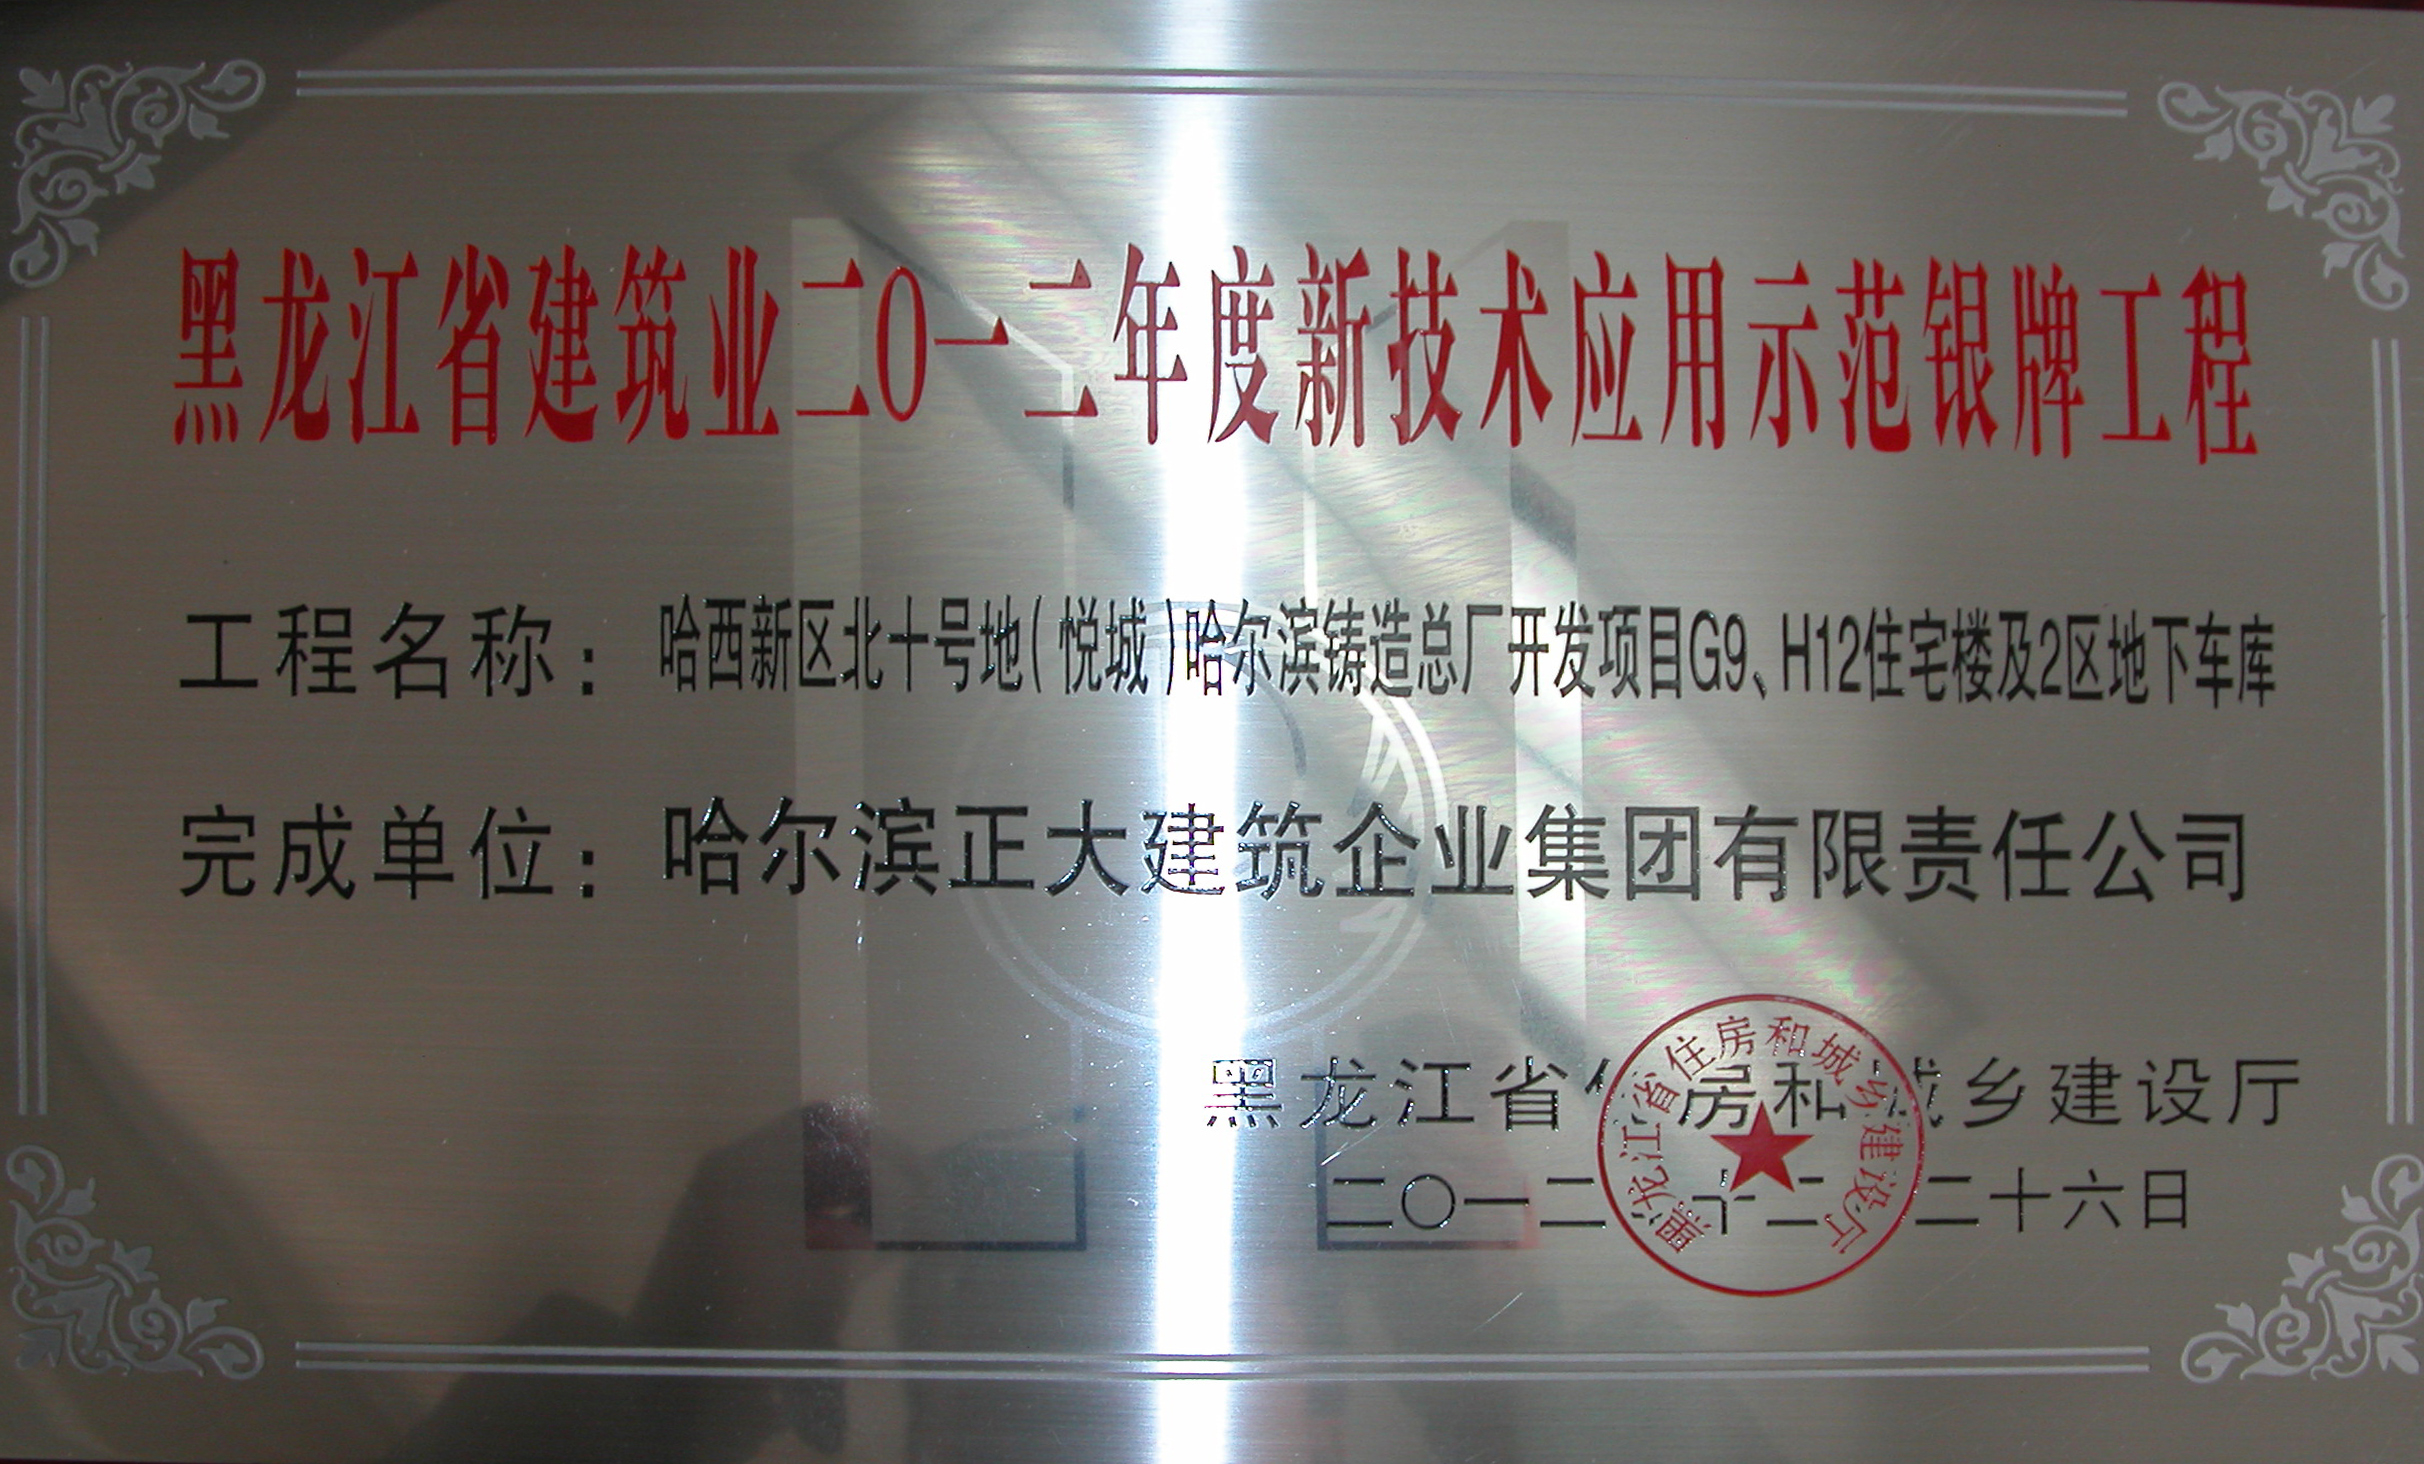 黑龙江省建筑业二〇一二年度新技术应用示范银牌工程
工程名称：哈西新区北十号地（悦城）哈尔滨铸造总厂开发项目G9、H12住宅楼及2区地下车库
完成单位：哈尔滨正大建筑企业集团有限责任公司
黑龙江省住房和城乡建设厅
二〇一二 十二 二十六日
黑龙江省住房和城乡建设厅